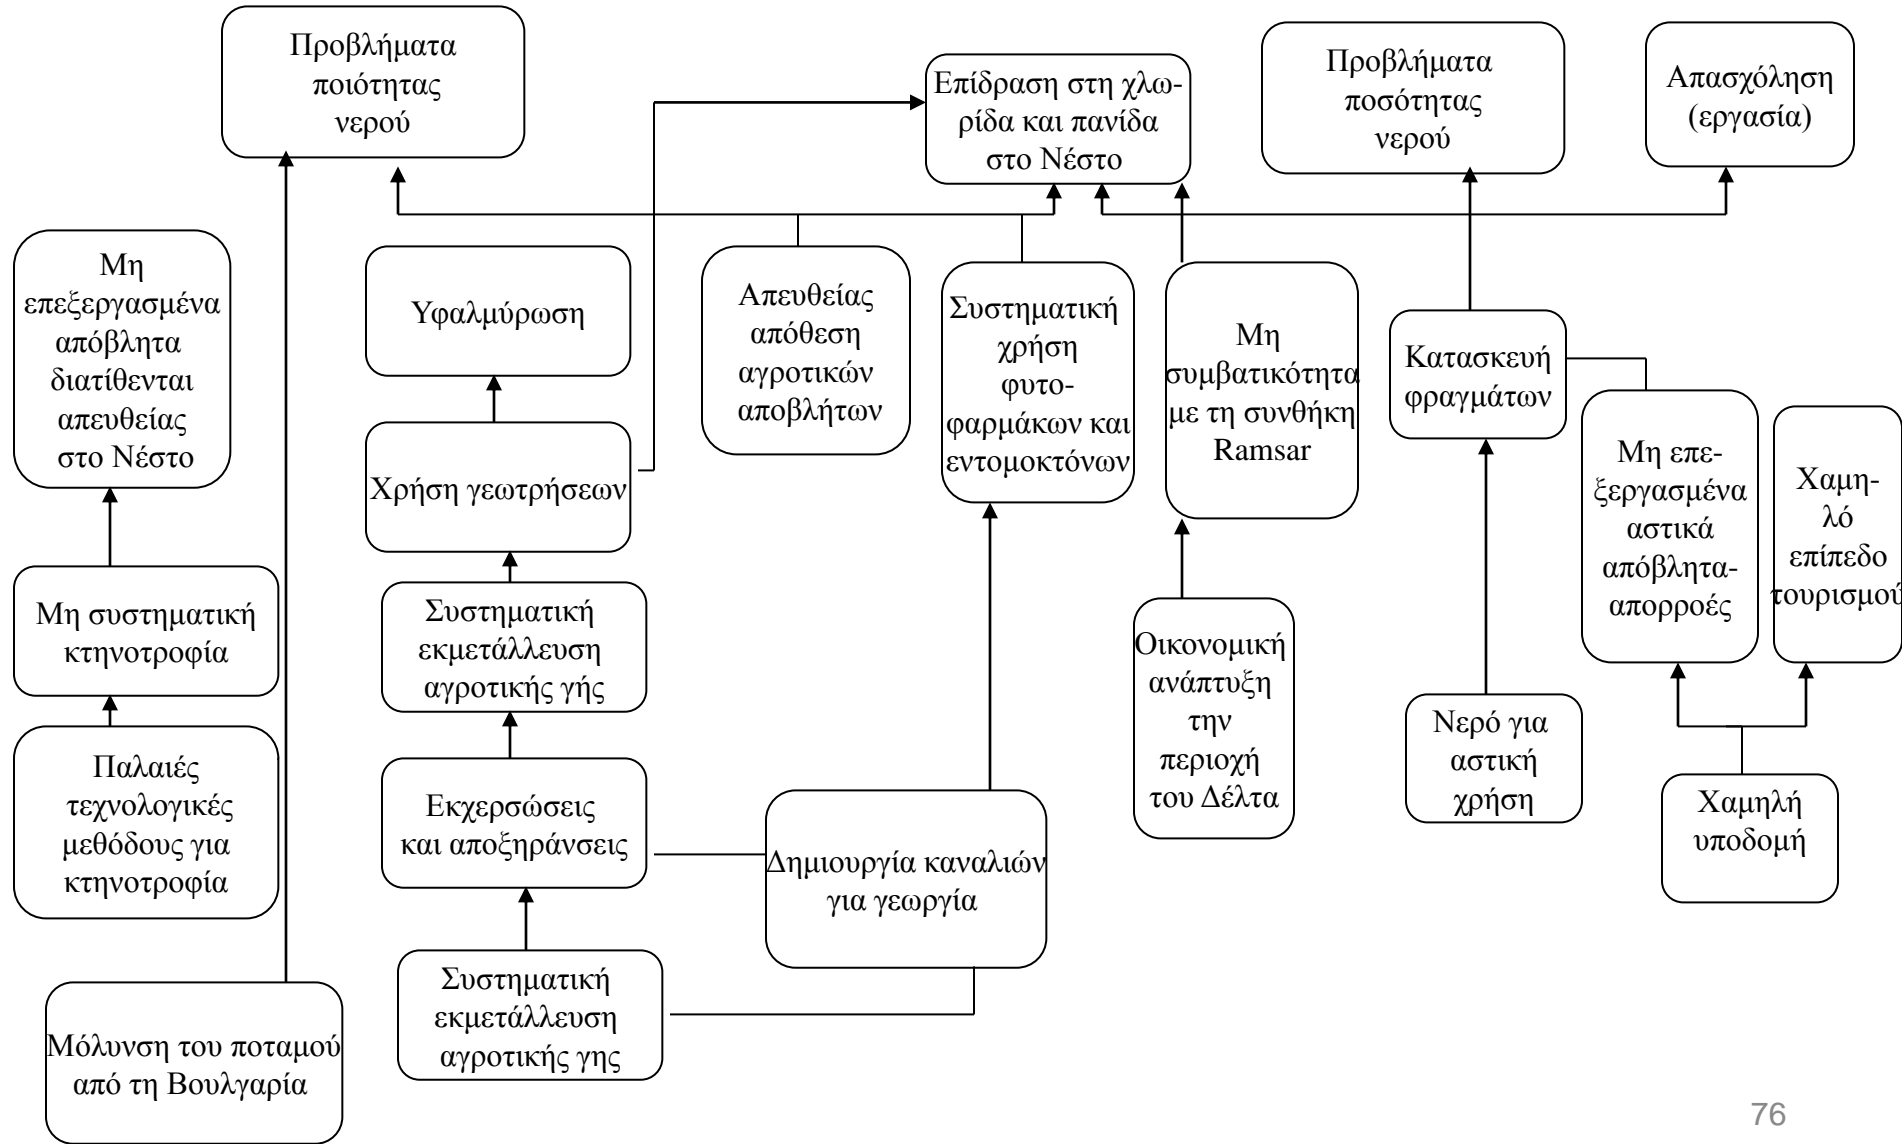 Προβλήματα
ποιότητας
νερού
Επίδραση στη χλω-
ρίδα και πανίδα
στο Νέστο
Προβλήματα
ποσότητας
νερού
Απασχόληση
(εργασία)
Μη
επεξεργασμένα
απόβλητα
διατίθενται
απευθείας
στο Νέστο
Υφαλμύρωση
Απευθείας
απόθεση
αγροτικών
αποβλήτων
Συστηματική
χρήση
φυτο-
φαρμάκων και
εντομοκτόνων
Μη
συμβατικότητα
με τη συνθήκη
Ramsar
Κατασκευή
φραγμάτων
Μη επε-
ξεργασμένα
αστικά
απόβλητα-
απορροές
Χαμη-
λό
επίπεδο
τουρισμού
Χρήση γεωτρήσεων
Μη συστηματική
κτηνοτροφία
Συστηματική
εκμετάλλευση
αγροτικής γής
Οικονομική
ανάπτυξη
την
περιοχή
του Δέλτα
Νερό για
αστική
χρήση
Χαμηλή
υποδομή
Παλαιές
τεχνολογικές
μεθόδους για
κτηνοτροφία
Εκχερσώσεις
και αποξηράνσεις
Δημιουργία καναλιών
για γεωργία
Συστηματική
εκμετάλλευση
αγροτικής γης
Μόλυνση του ποταμού
από τη Βουλγαρία
76